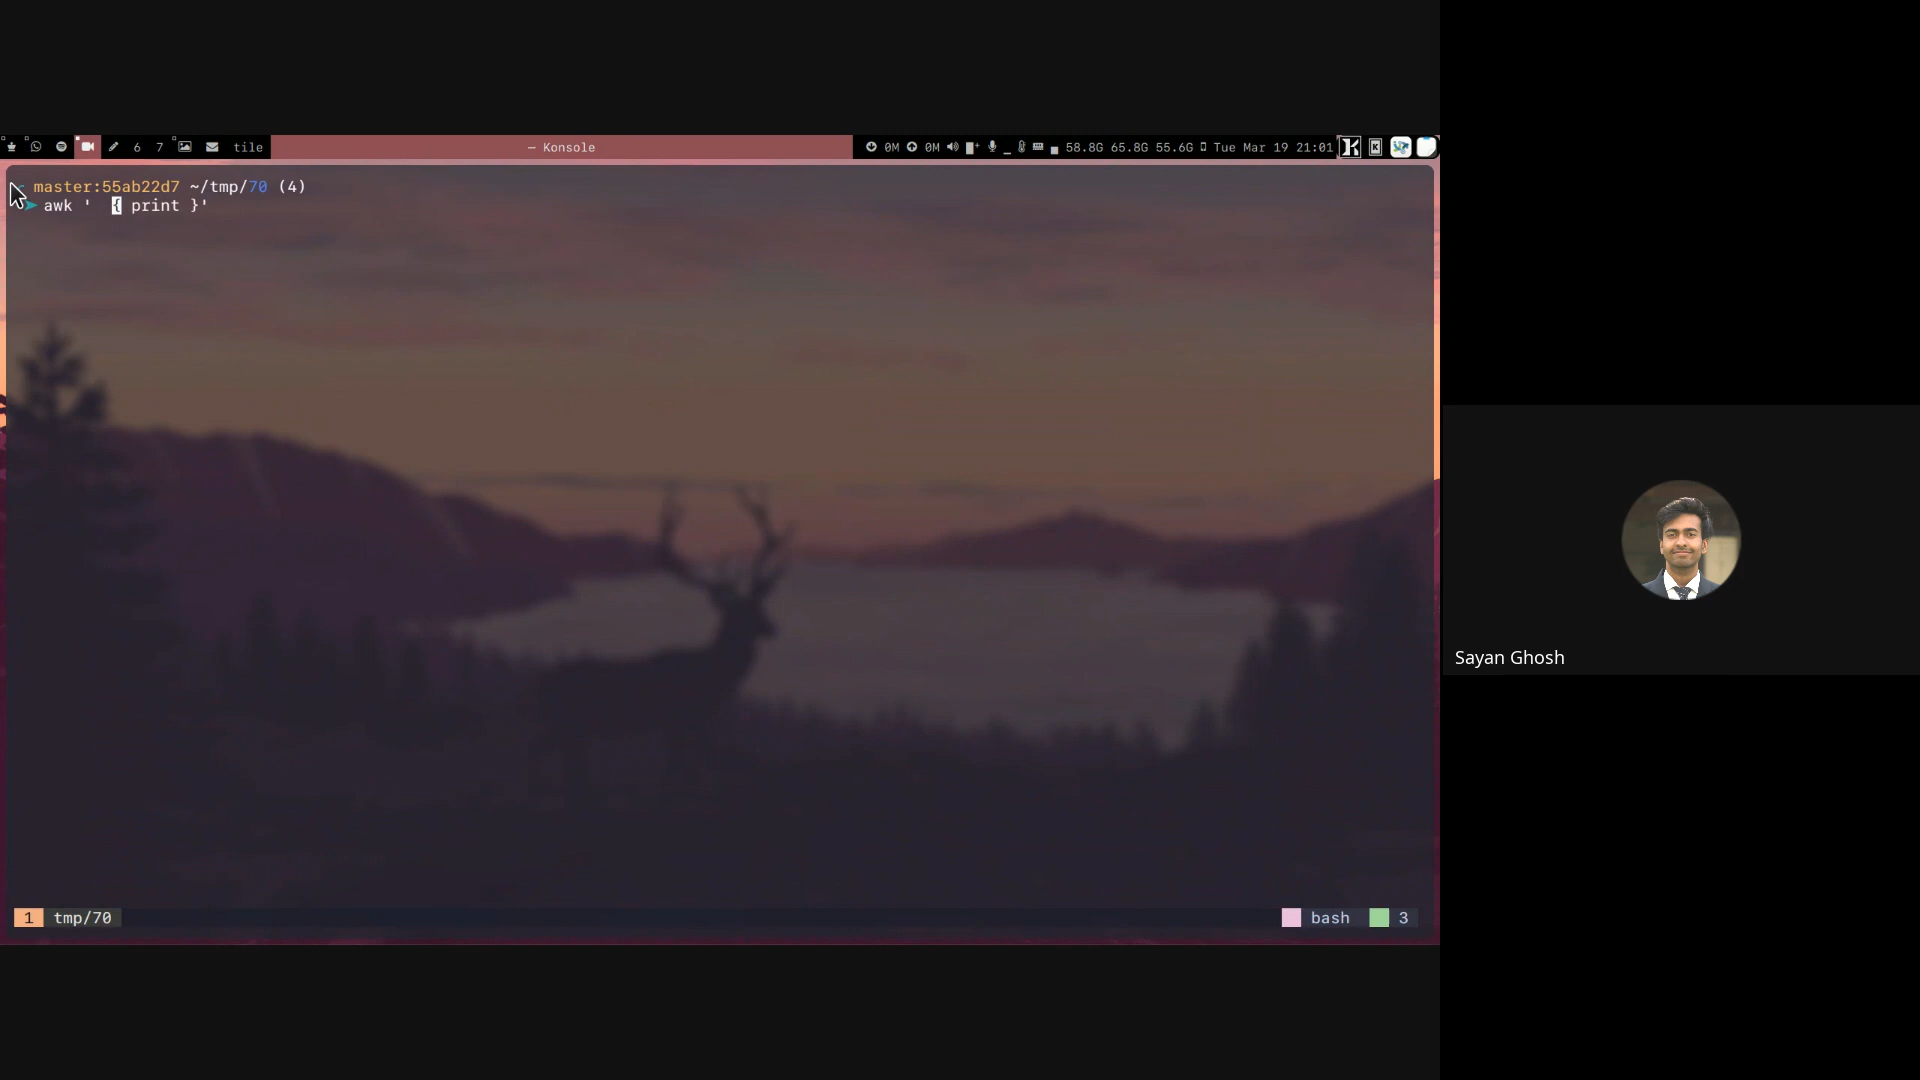 6 7 tile — Konsole 0M 0M _ 58.8G 65.8G 55.6G Tue Mar 19 21:01
master:55ab22d7 ~/tmp/70 (4)
awk '  { print }'
Sayan Ghosh
1 tmp/70 bash 3